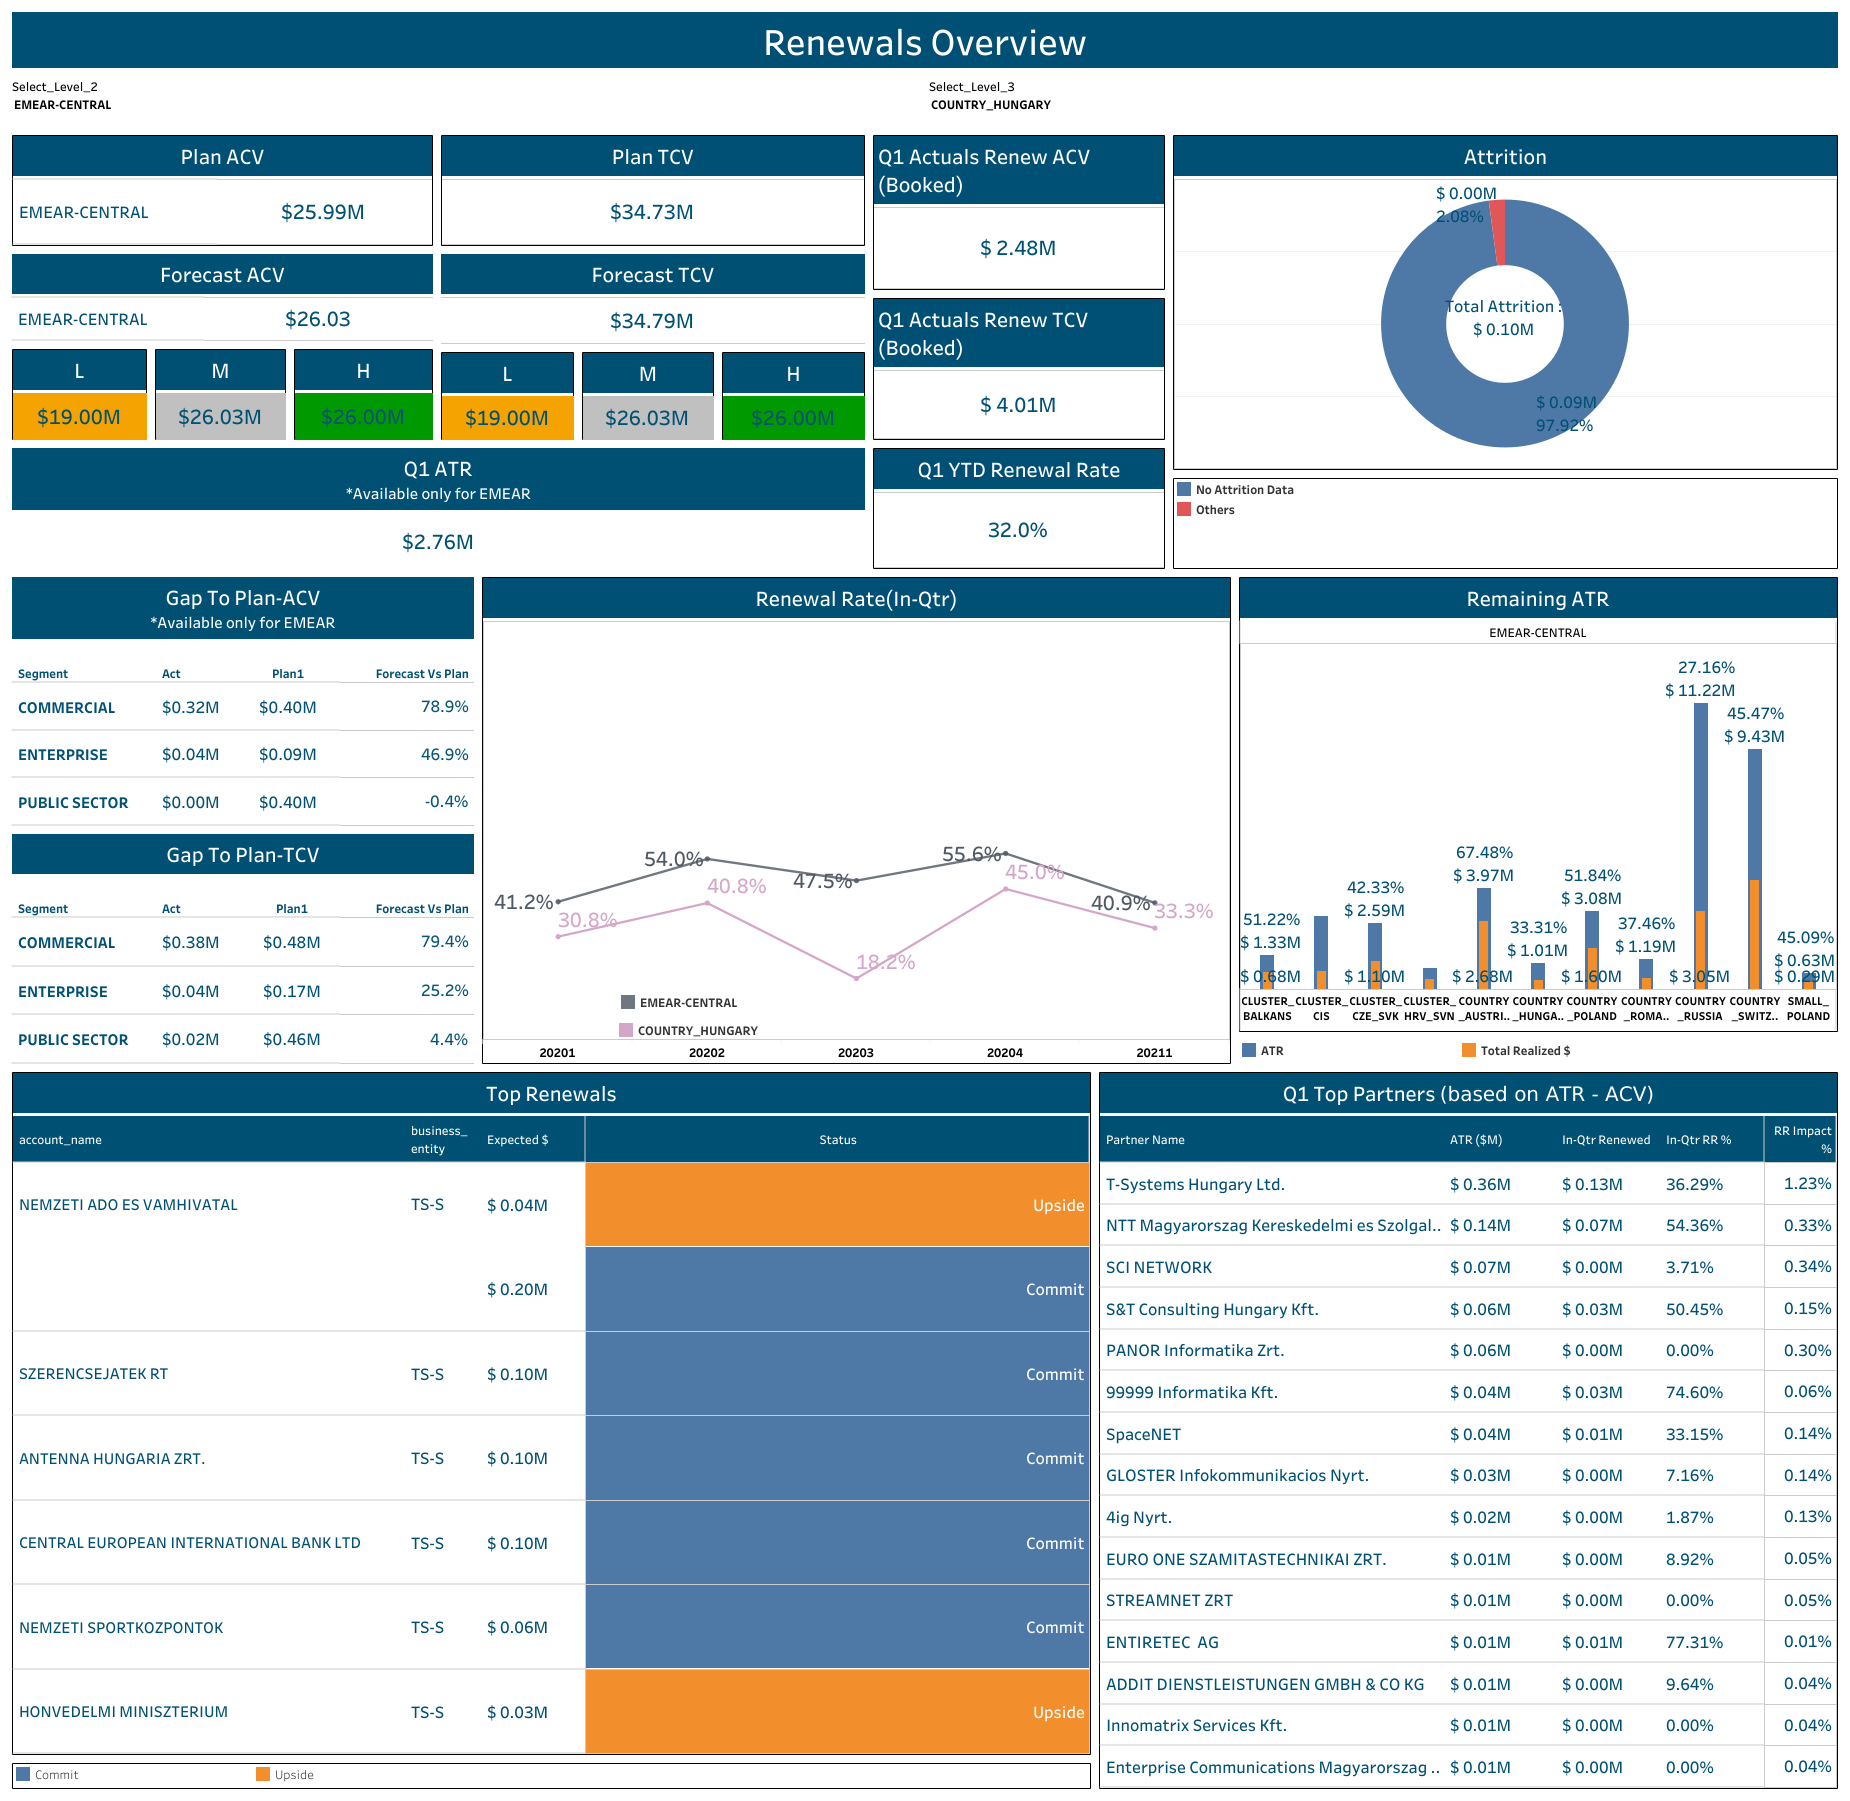 Renewals Overview
Select_Level_2
EMEAR-CENTRAL
Select_Level_3
COUNTRY_HUNGARY
Plan ACV
EMEAR-CENTRAL $25.99M
Plan TCV
$34.73M
Forecast ACV
EMEAR-CENTRAL $26.03
Forecast TCV
$34.79M
L M H
$19.00M $26.03M $26.00M
L M H
$19.00M $26.03M $26.00M
Q1 ATR
*Available only for EMEAR
$2.76M
Q1 Actuals Renew ACV
(Booked)
$ 2.48M
Q1 Actuals Renew TCV
(Booked)
$ 4.01M
Q1 YTD Renewal Rate
32.0%
Attrition
$ 0.00M
2.08%
Total Attrition :
$ 0.10M
$ 0.09M
97.92%
No Attrition Data
Others
Gap To Plan-ACV
*Available only for EMEAR
Segment Act Plan1 Forecast Vs Plan
COMMERCIAL $0.32M $0.40M 78.9%
ENTERPRISE $0.04M $0.09M 46.9%
PUBLIC SECTOR $0.00M $0.40M -0.4%
Gap To Plan-TCV
Segment Act Plan1 Forecast Vs Plan
COMMERCIAL $0.38M $0.48M 79.4%
ENTERPRISE $0.04M $0.17M 25.2%
PUBLIC SECTOR $0.02M $0.46M 4.4%
Renewal Rate(In-Qtr)
41.2% 54.0% 47.5% 55.6% 40.9%
30.8% 40.8% 18.2% 45.0% 33.3%
EMEAR-CENTRAL
COUNTRY_HUNGARY
20201 20202 20203 20204 20211
Remaining ATR
EMEAR-CENTRAL
51.22%
$ 1.33M
$ 0.68M
42.33%
$ 2.59M
$ 1.10M
67.48%
$ 3.97M
$ 2.68M
33.31%
$ 1.01M
51.84%
$ 3.08M
$ 1.60M
37.46%
$ 1.19M
27.16%
$ 11.22M
$ 3.05M
45.47%
$ 9.43M
45.09%
$ 0.63M
$ 0.29M
CLUSTER_ CLUSTER_ CLUSTER_ CLUSTER_ COUNTRY COUNTRY COUNTRY COUNTRY COUNTRY COUNTRY SMALL_
BALKANS CIS CZE_SVK HRV_SVN _AUSTRI.. _HUNGA.. _POLAND _ROMA.. _RUSSIA _SWITZ.. POLAND
ATR Total Realized $
Top Renewals
account_name business_ entity Expected $ Status
NEMZETI ADO ES VAMHIVATAL TS-S $ 0.04M Upside
$ 0.20M Commit
SZERENCSEJATEK RT TS-S $ 0.10M Commit
ANTENNA HUNGARIA ZRT. TS-S $ 0.10M Commit
CENTRAL EUROPEAN INTERNATIONAL BANK LTD TS-S $ 0.10M Commit
NEMZETI SPORTKOZPONTOK TS-S $ 0.06M Commit
HONVEDELMI MINISZTERIUM TS-S $ 0.03M Upside
Commit Upside
Q1 Top Partners (based on ATR - ACV)
Partner Name ATR ($M) In-Qtr Renewed In-Qtr RR % RR Impact %
T-Systems Hungary Ltd. $ 0.36M $ 0.13M 36.29% 1.23%
NTT Magyarorszag Kereskedelmi es Szolgal.. $ 0.14M $ 0.07M 54.36% 0.33%
SCI NETWORK $ 0.07M $ 0.00M 3.71% 0.34%
S&T Consulting Hungary Kft. $ 0.06M $ 0.03M 50.45% 0.15%
PANOR Informatika Zrt. $ 0.06M $ 0.00M 0.00% 0.30%
99999 Informatika Kft. $ 0.04M $ 0.03M 74.60% 0.06%
SpaceNET $ 0.04M $ 0.01M 33.15% 0.14%
GLOSTER Infokommunikacios Nyrt. $ 0.03M $ 0.00M 7.16% 0.14%
4ig Nyrt. $ 0.02M $ 0.00M 1.87% 0.13%
EURO ONE SZAMITASTECHNIKAI ZRT. $ 0.01M $ 0.00M 8.92% 0.05%
STREAMNET ZRT $ 0.01M $ 0.00M 0.00% 0.05%
ENTIRETEC AG $ 0.01M $ 0.01M 77.31% 0.01%
ADDIT DIENSTLEISTUNGEN GMBH & CO KG $ 0.01M $ 0.00M 9.64% 0.04%
Innomatrix Services Kft. $ 0.01M $ 0.00M 0.00% 0.04%
Enterprise Communications Magyarorszag .. $ 0.01M $ 0.00M 0.00% 0.04%